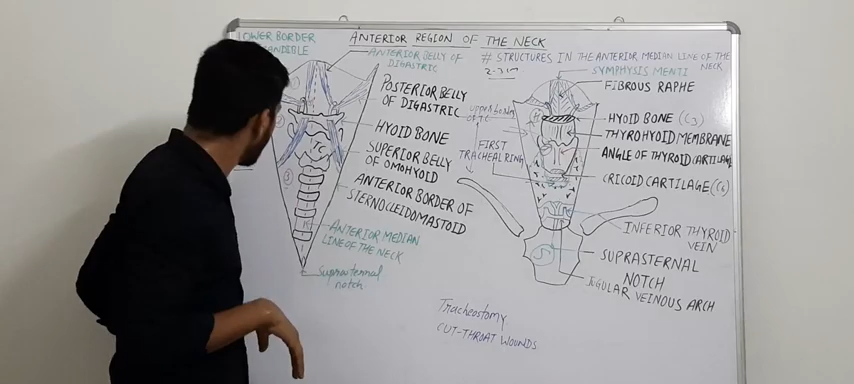 ANTERIOR REGION OF THE NECK
LOWER BORDER
ANTERIOR BELLY OF
DIGASTRIC
POSTERIOR BELLY
OF DIGASTRIC
HYOID BONE
SUPERIOR BELLY
OF OMOHYOID
ANTERIOR BORDER OF
STERNOCLEIDOMASTOID
ANTERIOR MEDIAN
LINE OF THE NECK
Suprasternal
notch
TC
# STRUCTURES IN THE ANTERIOR MEDIAN LINE OF THE
NECK
SYMPHYSIS MENTI
FIBROUS RAPHE
HYOID BONE (C3)
THYROHYOID MEMBRANE
ANGLE OF THYROID CARTILAGE
CRICOID CARTILAGE (C6)
FIRST
TRACHEAL RING
INFERIOR THYROID
VEIN
SUPRASTERNAL
NOTCH
JUGULAR VENOUS ARCH
Tracheostomy
CUT-THROAT WOUNDS